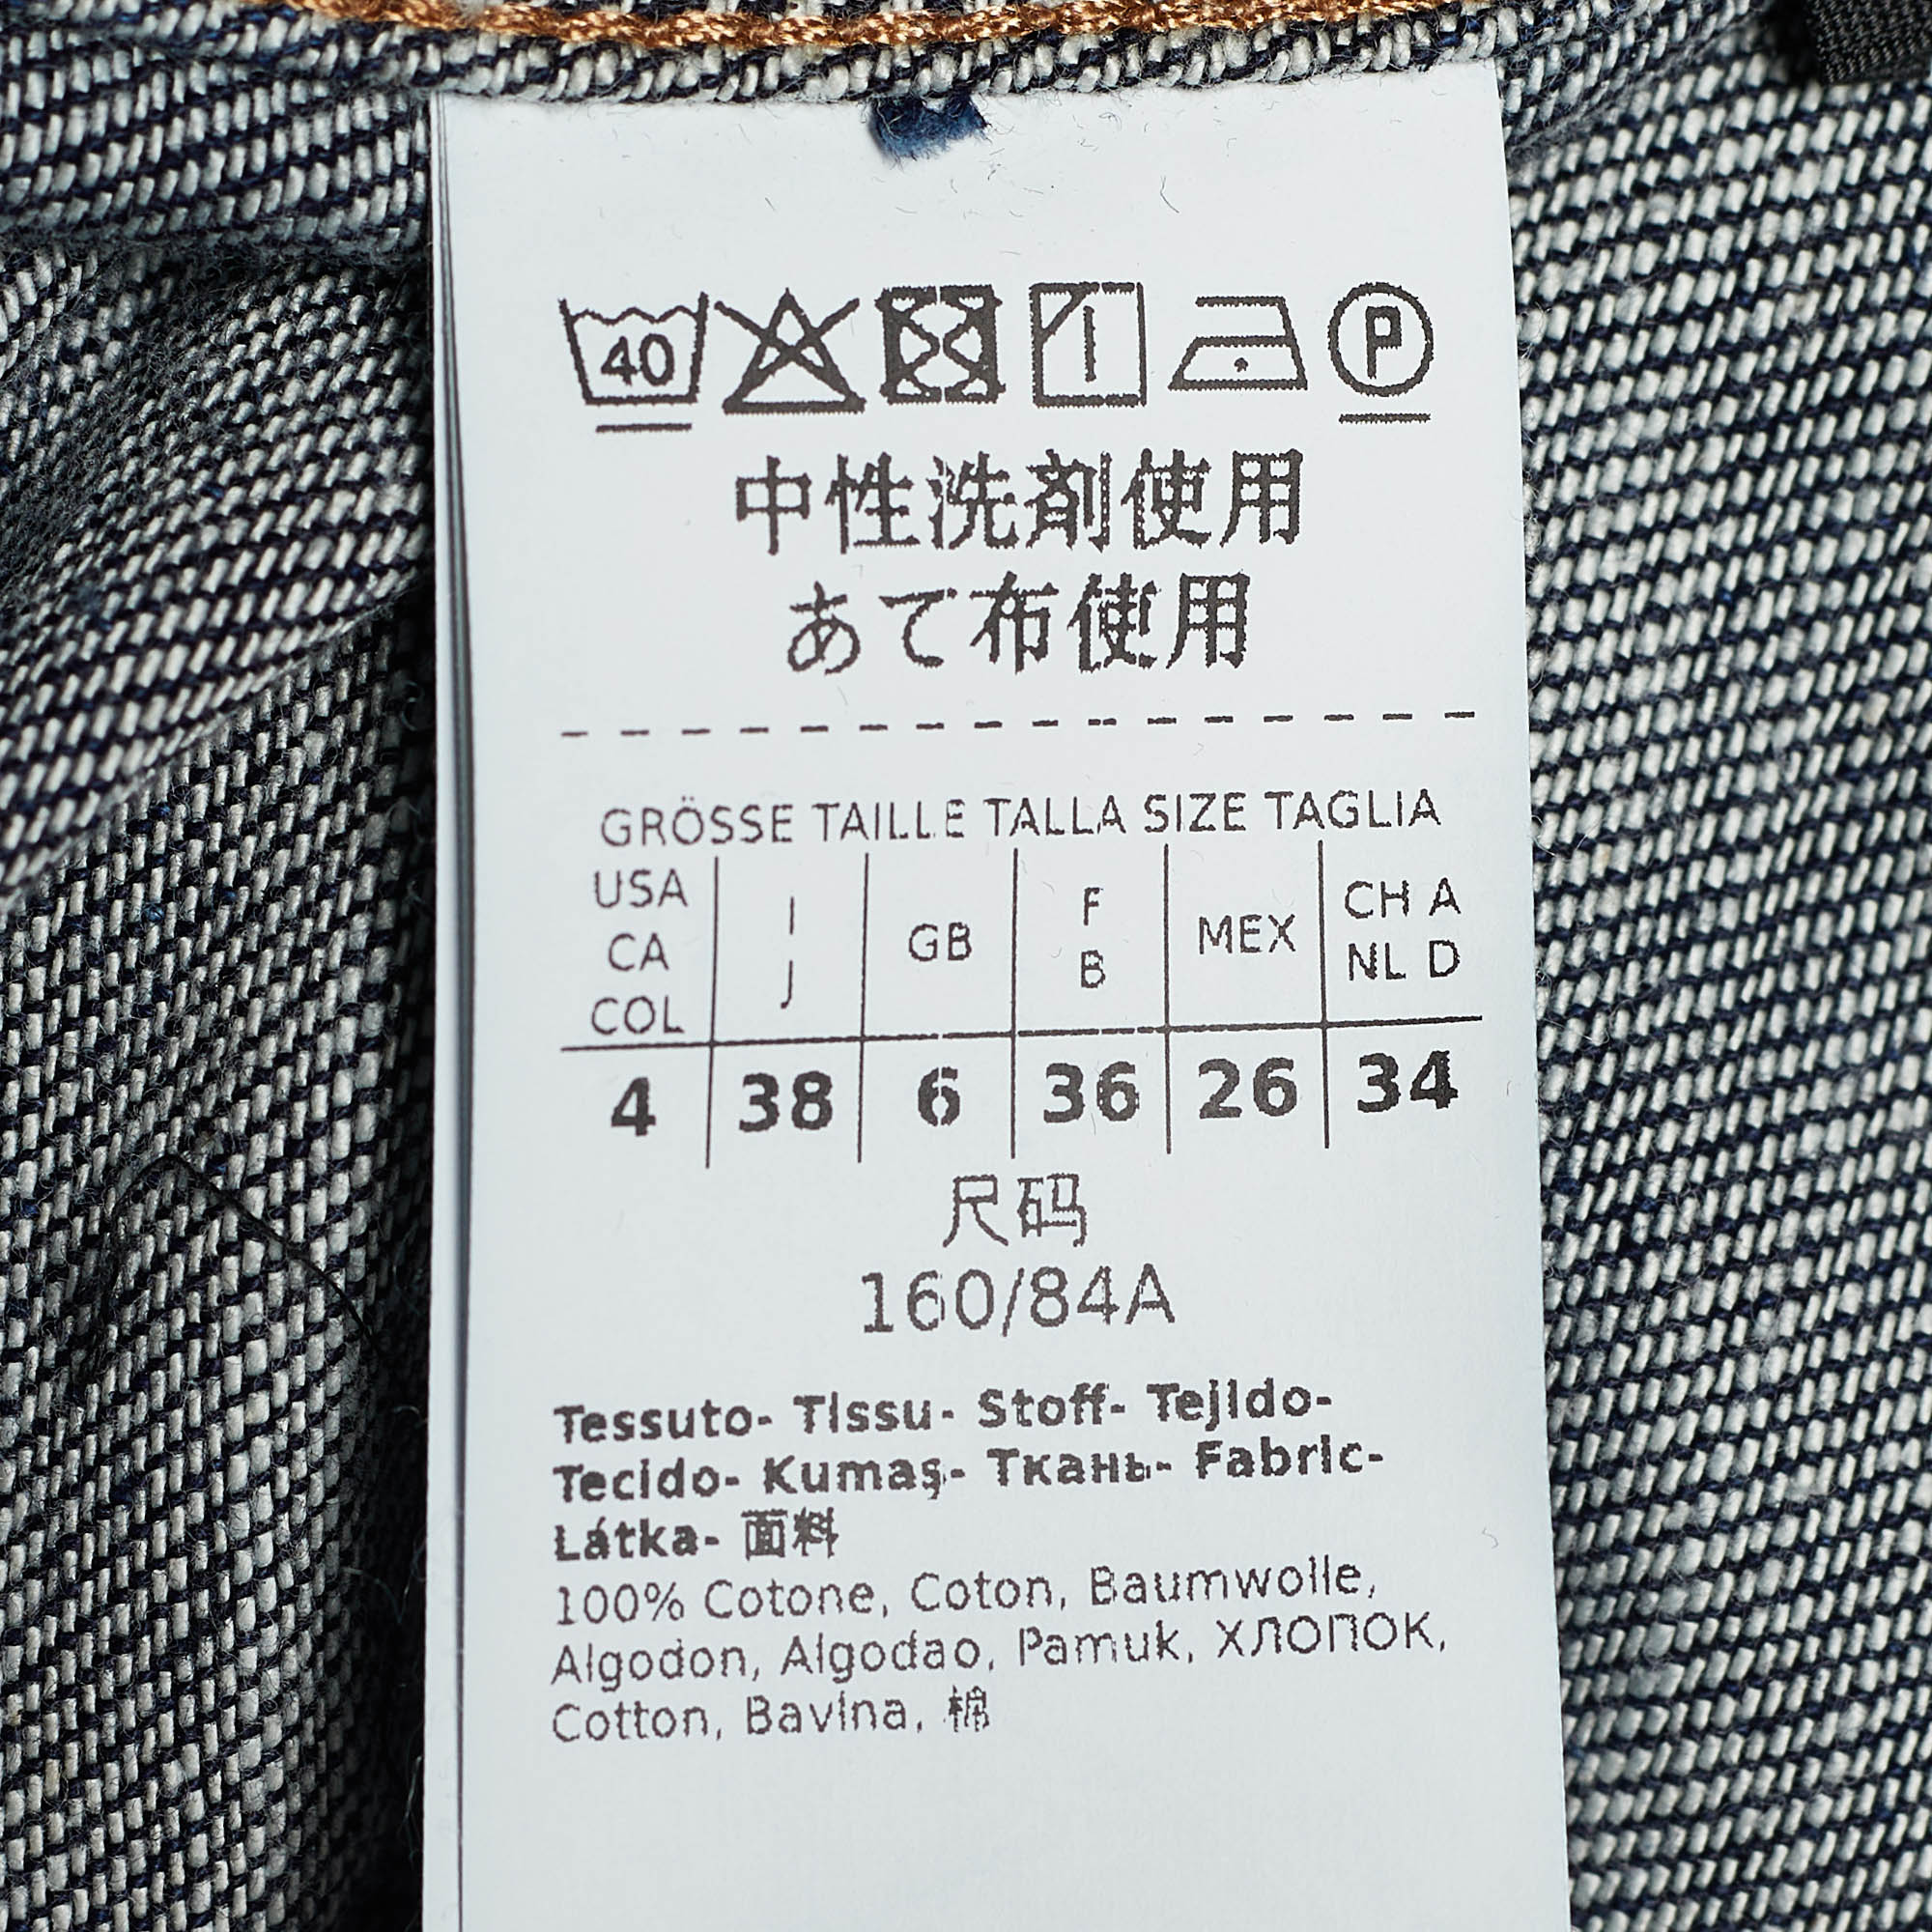 40 P
中性洗剤使用
あて布使用
GRÖSSE TAILLE TALLA SIZE TAGLIA
USA CA COL I J GB F B MEX CH A NL D
4 38 6 36 26 34
尺码
160/84A
Tessuto- Tissu- Stoff- Tejido-
Tecido- Kumaş- Ткань- Fabric-
Látka- 面料
100% Cotone, Coton, Baumwolle,
Algodon, Algodao, Pamuk, ХЛОПОК,
Cotton, Bavlna, 棉